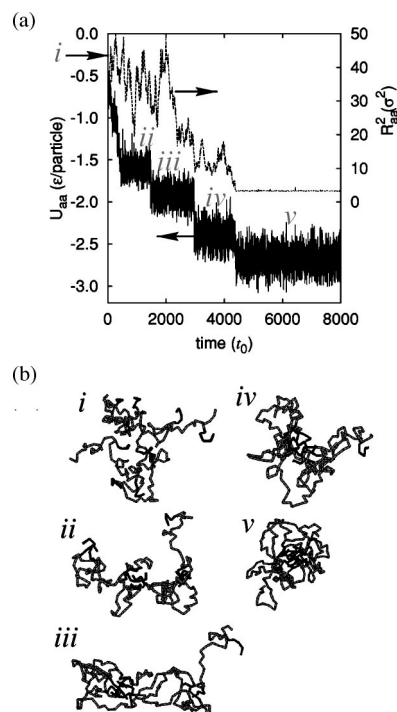 (a)
0.0
-0.5
-1.0
-1.5
-2.0
-2.5
-3.0
U_aa (ε/particle)
50
40
30
20
10
0
R²_aa(σ²)
i
ii
iii
iv
v
0 2000 4000 6000 8000
time (t₀)
(b)
i
iv
ii
v
iii